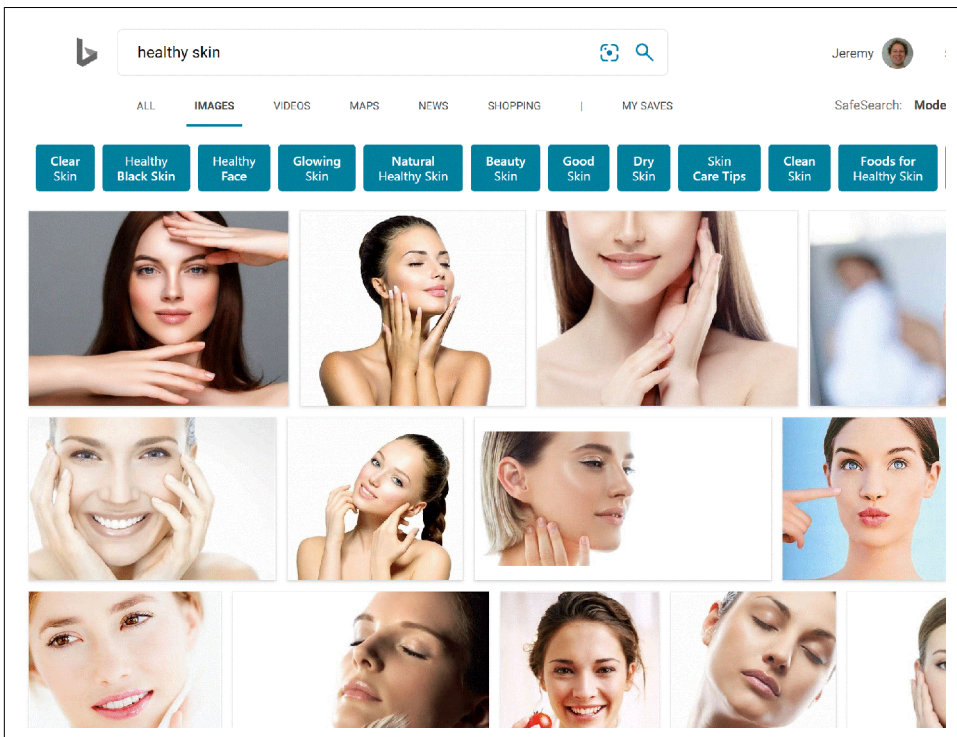 healthy skin
Jeremy
ALL IMAGES VIDEOS MAPS NEWS SHOPPING | MY SAVES
SafeSearch: Mode
Clear
Skin
Healthy
Black Skin
Healthy
Face
Glowing
Skin
Natural
Healthy Skin
Beauty
Skin
Good
Skin
Dry
Skin
Skin
Care Tips
Clean
Skin
Foods for
Healthy Skin